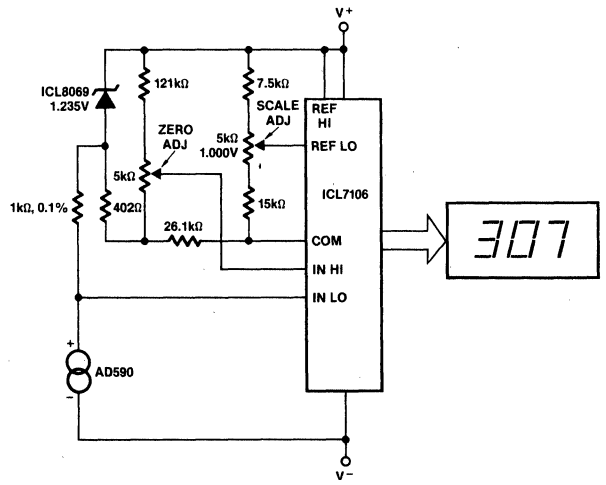 V+
ICL8069
1.235V
121kΩ
7.5kΩ
SCALE
ADJ
REF
HI
ZERO
ADJ
5kΩ
1.000V
REF LO
5kΩ
ICL7106
1kΩ, 0.1%
402Ω
15kΩ
26.1kΩ
COM
307
IN HI
IN LO
+
AD590
−
V−